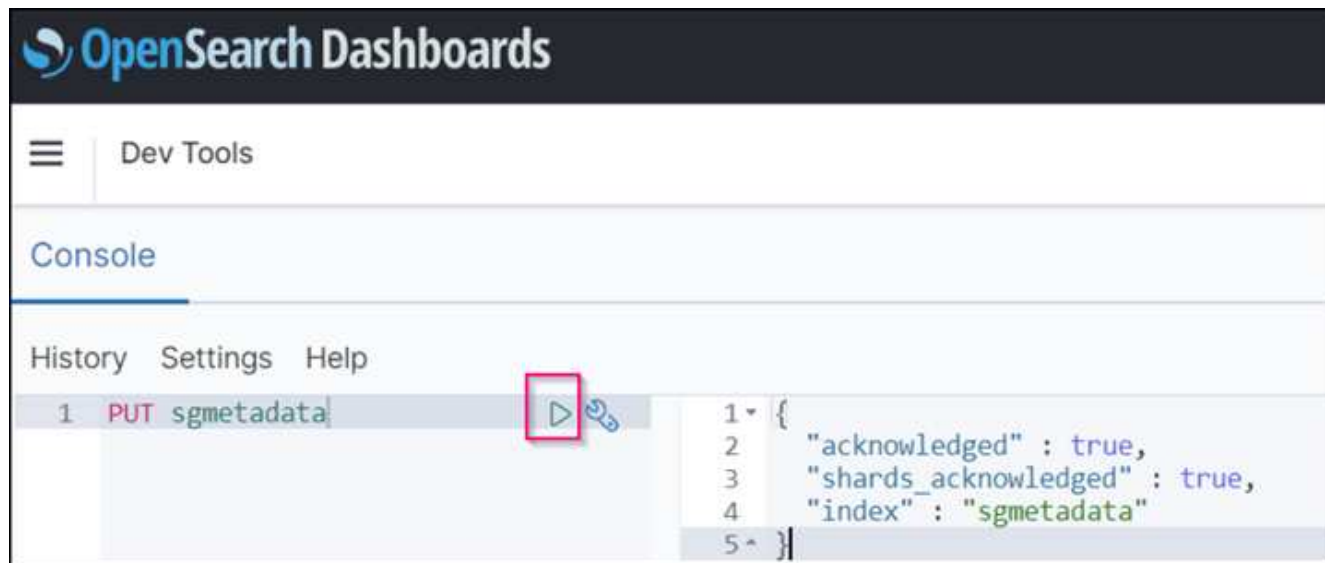 OpenSearch Dashboards
Dev Tools
Console
History Settings Help
1 PUT sgmetadata
1 {
2 "acknowledged" : true,
3 "shards_acknowledged" : true,
4 "index" : "sgmetadata"
5 }